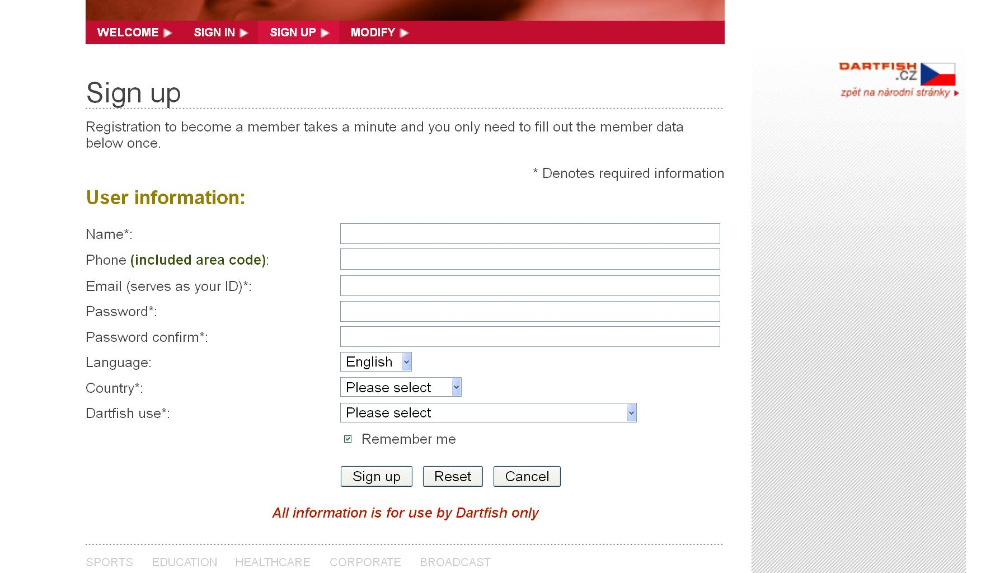 WELCOME SIGN IN SIGN UP MODIFY
DARTFISH
.CZ
zpět na národní stránky
Sign up
Registration to become a member takes a minute and you only need to fill out the member data
below once.
* Denotes required information
User information:
Name*:
Phone (included area code):
Email (serves as your ID)*:
Password*:
Password confirm*:
Language: English
Country*: Please select
Dartfish use*: Please select
Remember me
Sign up Reset Cancel
All information is for use by Dartfish only
SPORTS EDUCATION HEALTHCARE CORPORATE BROADCAST